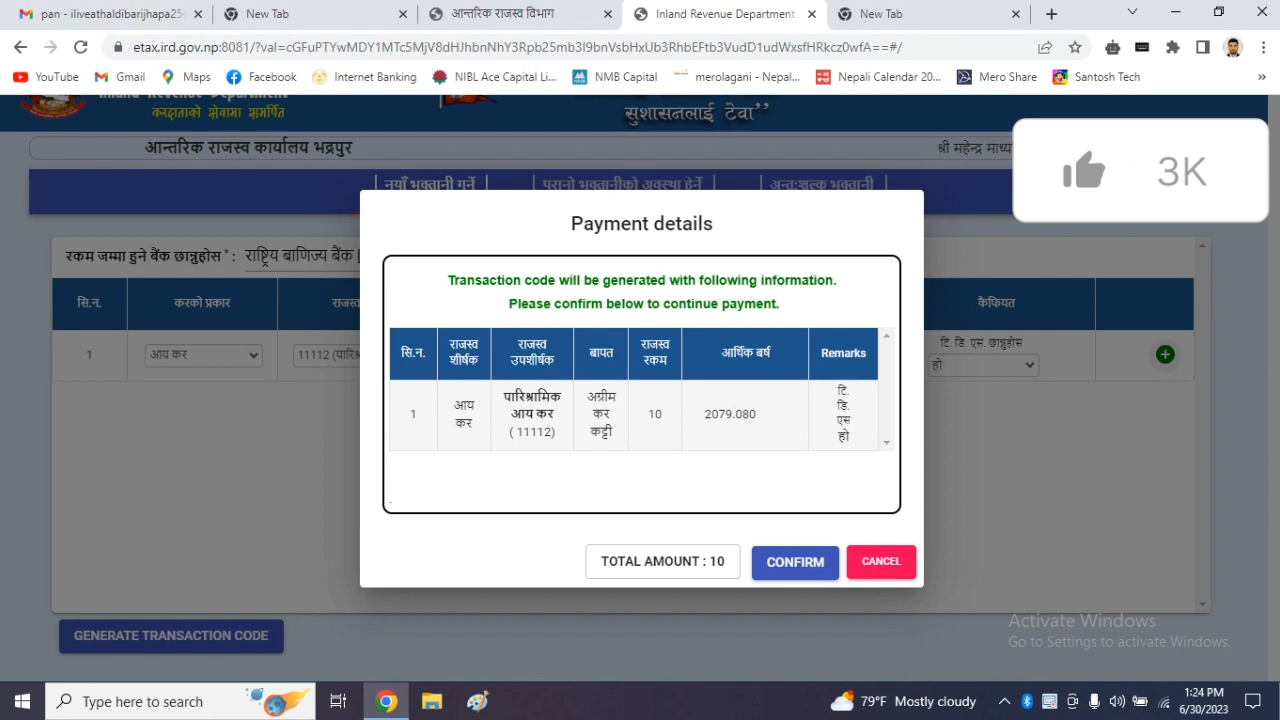 pan - iliveathaldibarijhapa256
New Tab
आन्तरिक राजस्व विभाग
Inland Revenue Department
New Tab
etax.ird.gov.np:8081/?val=cGFuPTYwMDY1MTc5MjV8dHJhbnNhY3Rpb25mb3I9bnVsbHxUb3RhbEFtb3VudD1udWxsfHRkcz0wfA==#/
YouTube
Gmail
Maps
Facebook
Internet Banking
NIBL Ace Capital Li...
NMB Capital
merolagani - Nepal...
Nepali Calendar 20...
Mero Share
Santosh Tech
»
Inland Revenue Department
करदाताको सेवामा समर्पित
सुशासनलाई टेवा’’
आन्तरिक राजस्व कार्यालय भद्रपुर
श्री महेन्द्र माध्य
3K
| नयाँ भुक्तानी गर्ने |
| पुरानो भुक्तानीको अवस्था हेर्ने |
| अन्त:शुल्क भुक्तानी |
Payment details
रकम जम्मा हुने बैंक छान्नुहोस * :
राष्ट्रिय बाणिज्य बैंक [
Transaction code will be generated with following information.
Please confirm below to continue payment.
सि.न.
करको प्रकार
राजस्व
कैफियत
सि.न.
राजस्व शीर्षक
राजस्व उपशीर्षक
बापत
राजस्व रकम
आर्थिक बर्ष
Remarks
1
आय कर
11112 (पारिश्र
टि. डि. एस. छान्नुहोस
हो
1
आय कर
पारिश्रामिक आय कर ( 11112)
अग्रीम कर कट्टी
10
2079.080
टि. डि. एस हो
TOTAL AMOUNT : 10
CONFIRM
CANCEL
GENERATE TRANSACTION CODE
Activate Windows
Go to Settings to activate Windows.
Type here to search
79°F Mostly cloudy
1:24 PM
6/30/2023